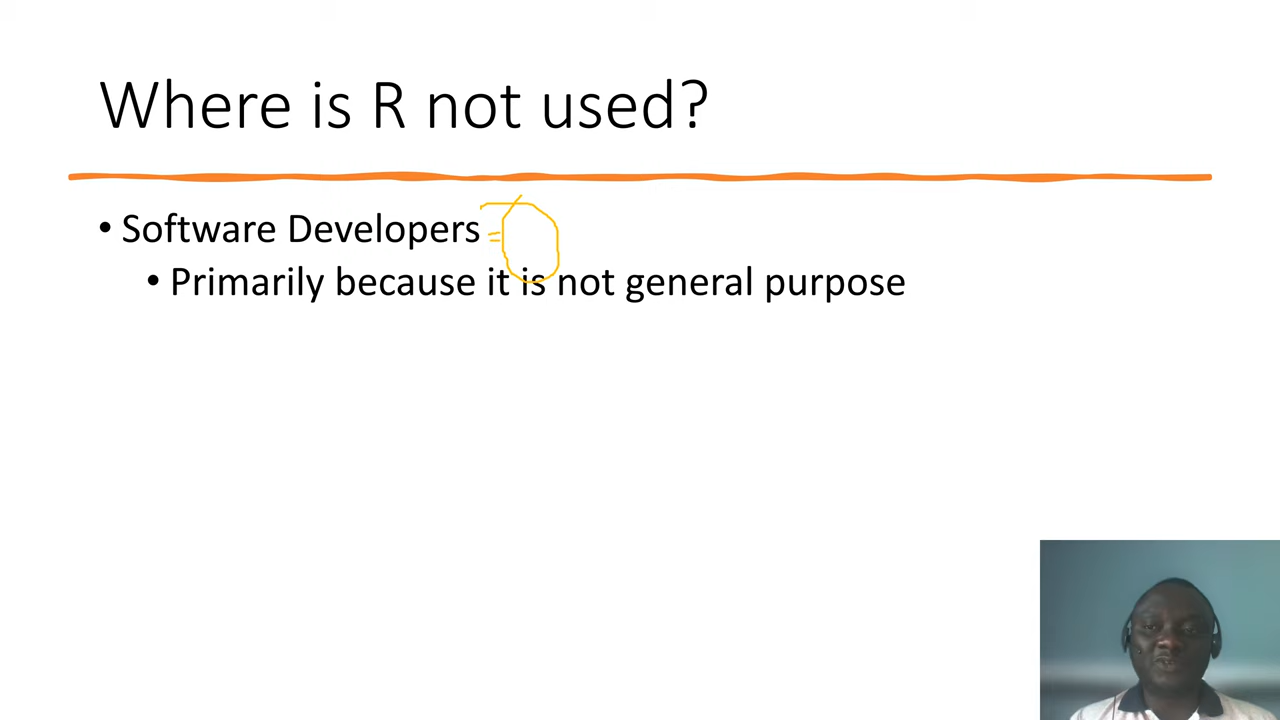 Where is R not used?
• Software Developers
• Primarily because it is not general purpose